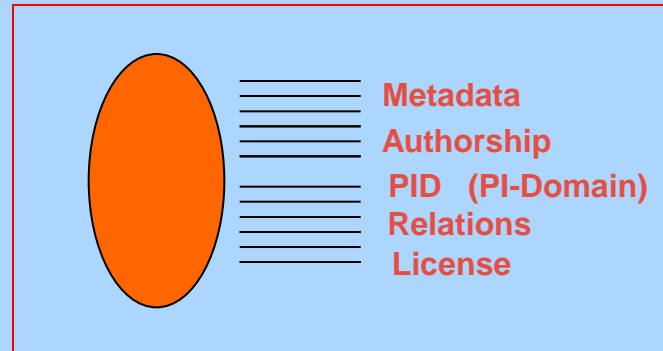 Metadata
Authorship
PID (PI-Domain)
Relations
License